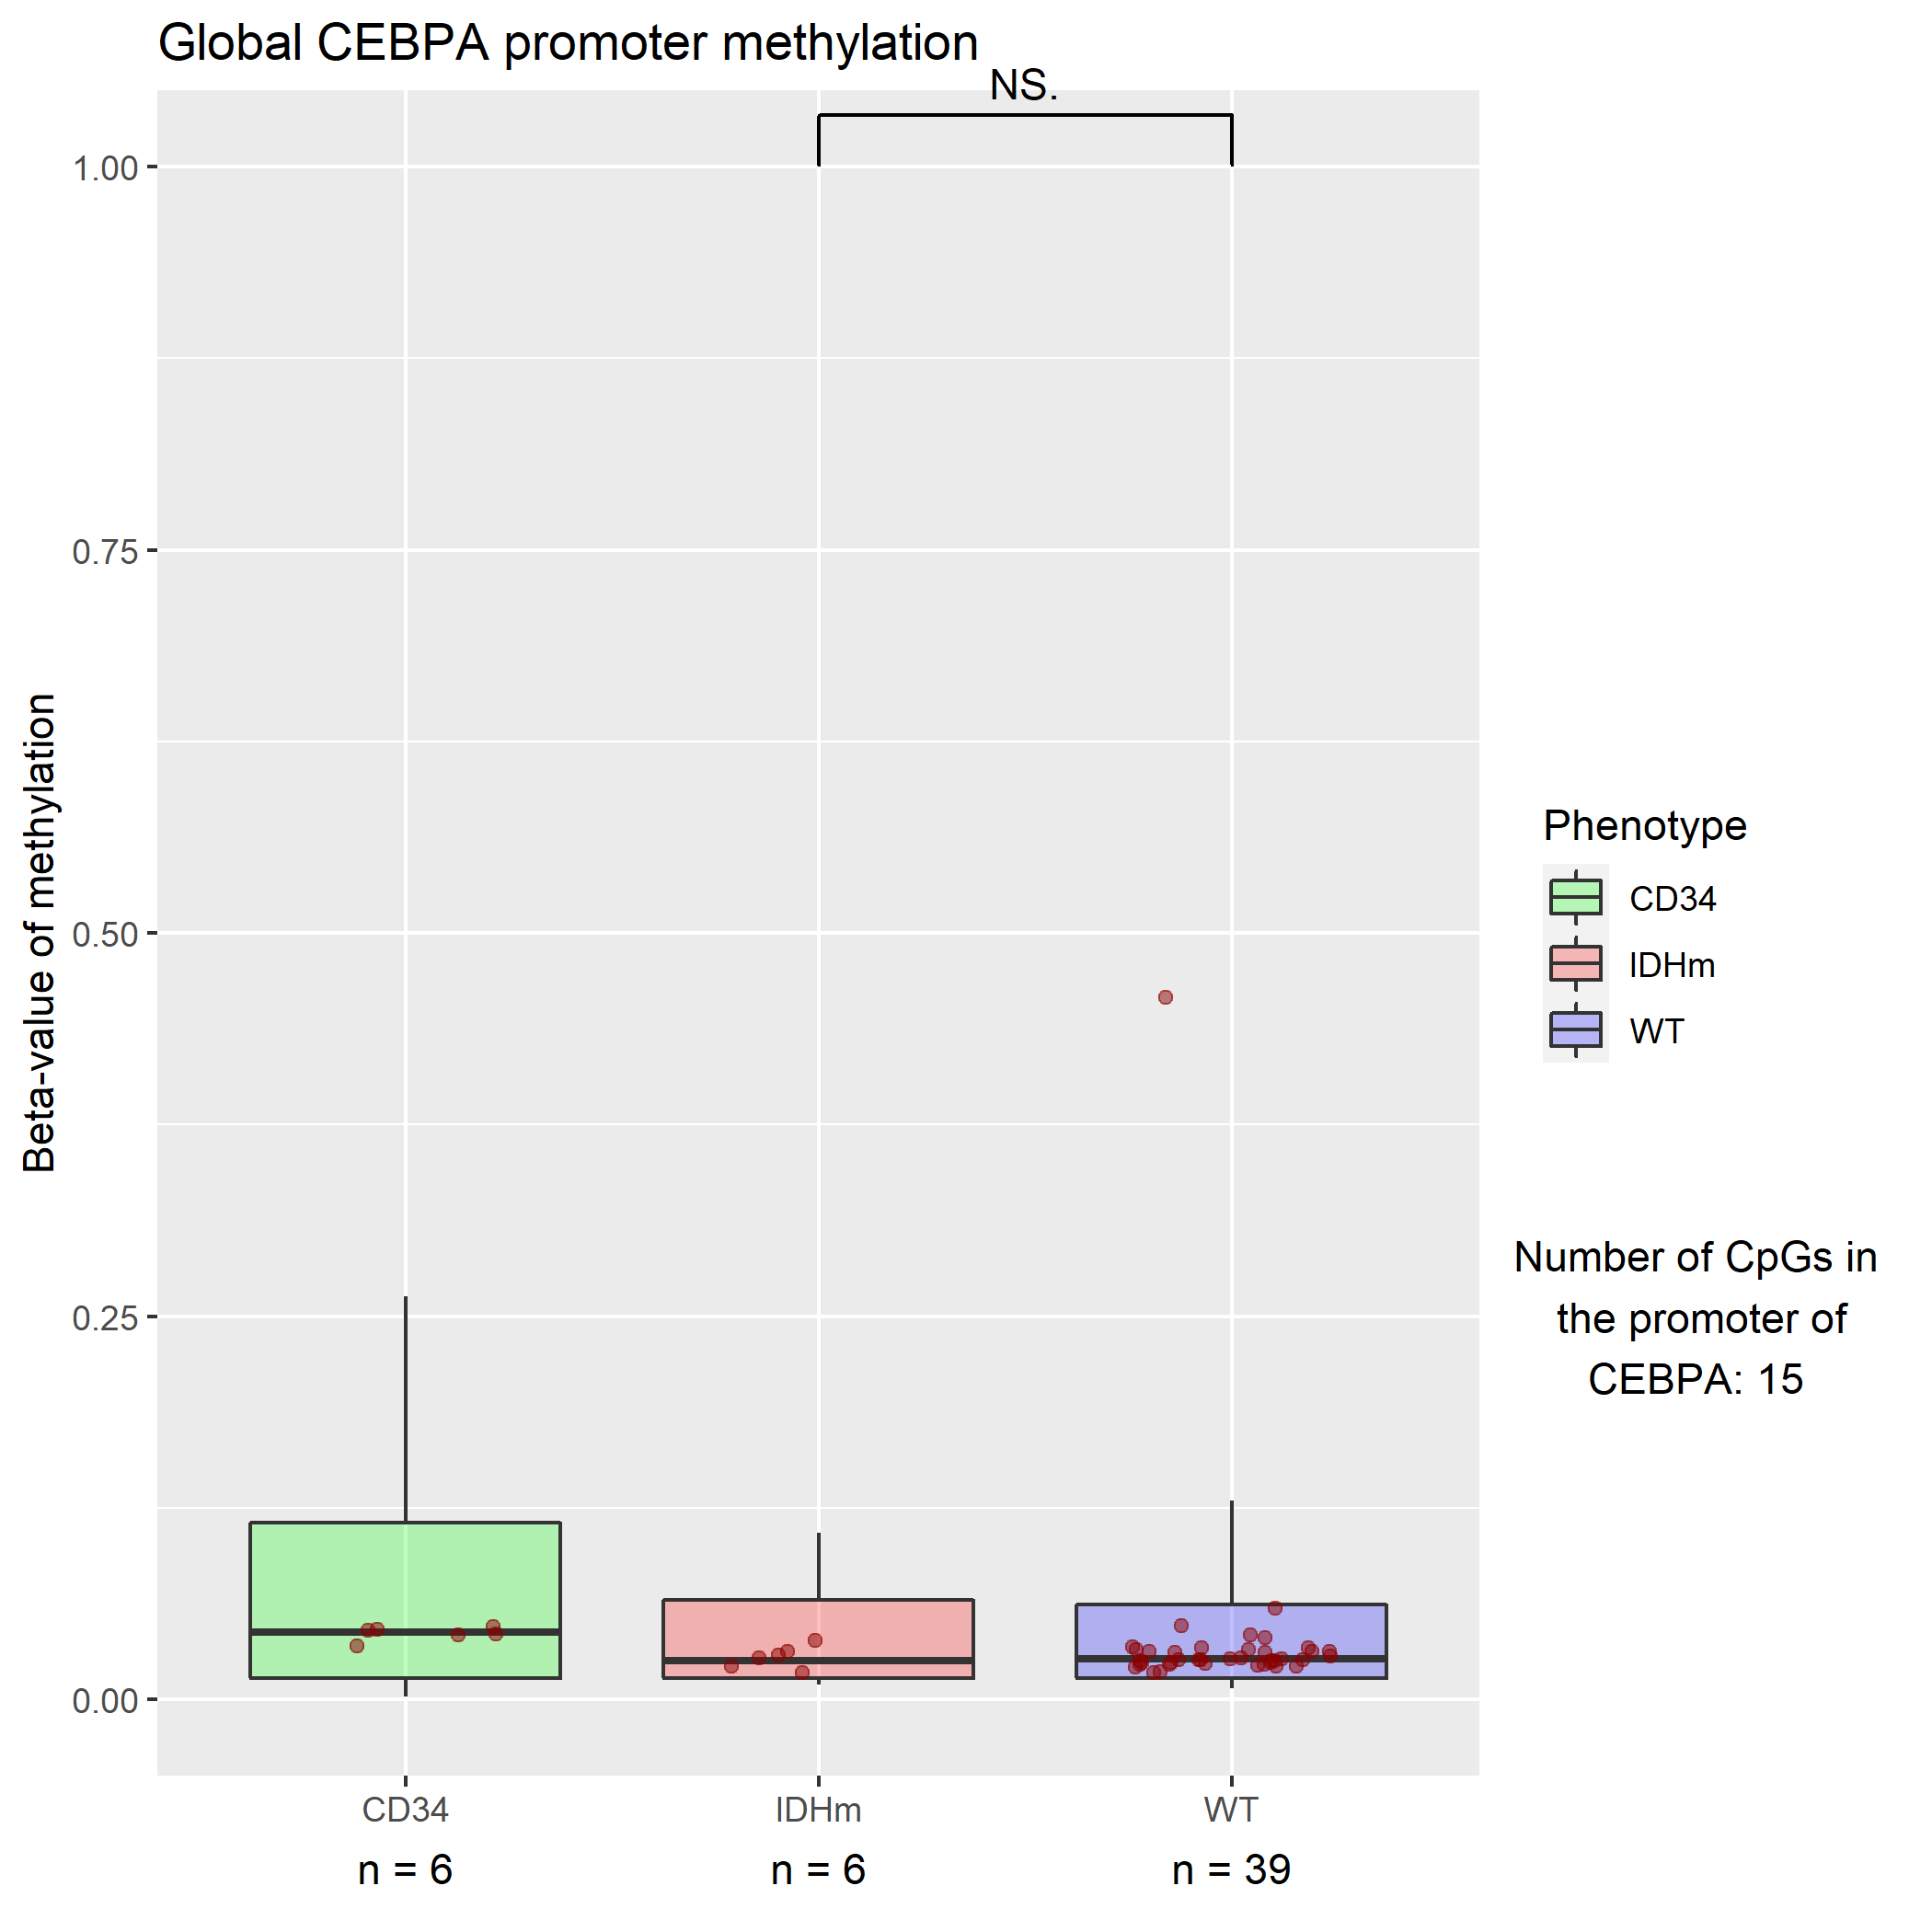 Global CEBPA promoter methylation
NS.
1.00
0.75
0.50
0.25
0.00
Beta-value of methylation
CD34
IDHm
WT
n = 6
n = 6
n = 39
Phenotype
CD34
IDHm
WT
Number of CpGs in
the promoter of
CEBPA: 15